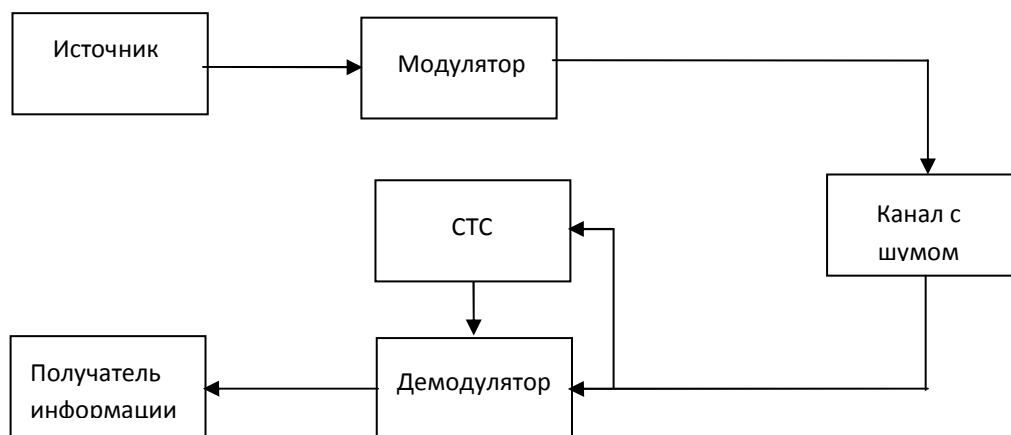 Источник
Модулятор
СТС
Канал с
шумом
Получатель
информации
Демодулятор